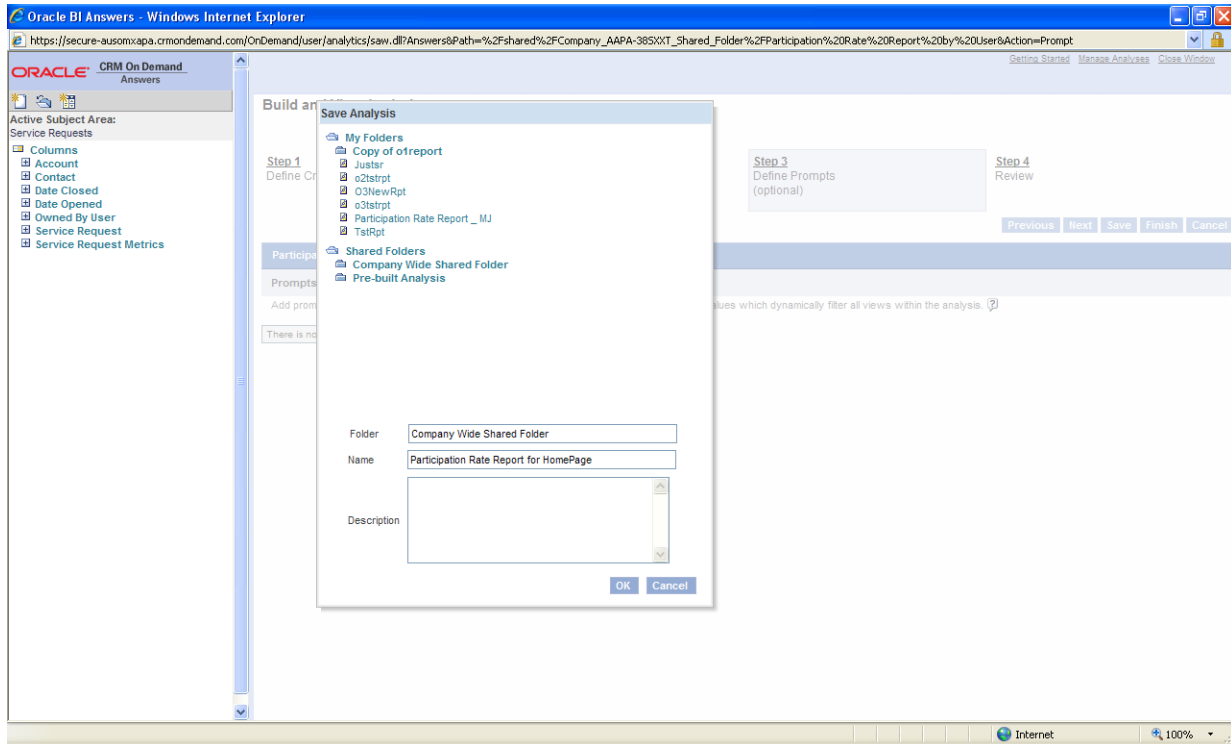 Oracle BI Answers - Windows Internet Explorer
https://secure-ausomxapa.crmondemand.com/OnDemand/user/analytics/saw.dll?Answers&Path=%2Fshared%2FCompany_AAPA-385XXT_Shared_Folder%2FParticipation%20Rate%20Report%20by%20User&Action=Prompt
ORACLE CRM On Demand
Answers
Getting Started Manage Analyses Close Window
Active Subject Area:
Service Requests
Columns
Account
Contact
Date Closed
Date Opened
Owned By User
Service Request
Service Request Metrics
Build an
Step 1
Define Cr
Step 3
Define Prompts
(optional)
Step 4
Review
Previous Next Save Finish Cancel
Participa
Prompts
Add prom
alues which dynamically filter all views within the analysis.
There is no
Save Analysis
My Folders
Copy of o1report
Justsr
o2tstrpt
O3NewRpt
o3tstrpt
Participation Rate Report _ MJ
TstRpt
Shared Folders
Company Wide Shared Folder
Pre-built Analysis
Folder Company Wide Shared Folder
Name Participation Rate Report for HomePage
Description
OK Cancel
Internet 100%